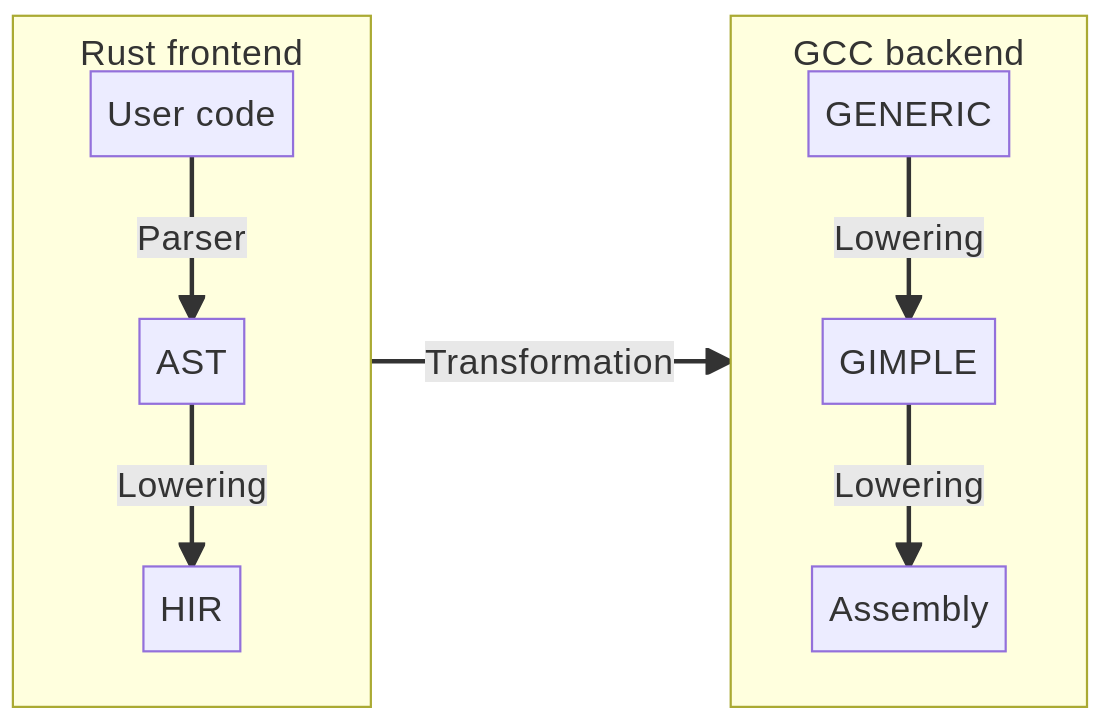 Rust frontend
User code
Parser
AST
Lowering
HIR
Transformation
GCC backend
GENERIC
Lowering
GIMPLE
Lowering
Assembly